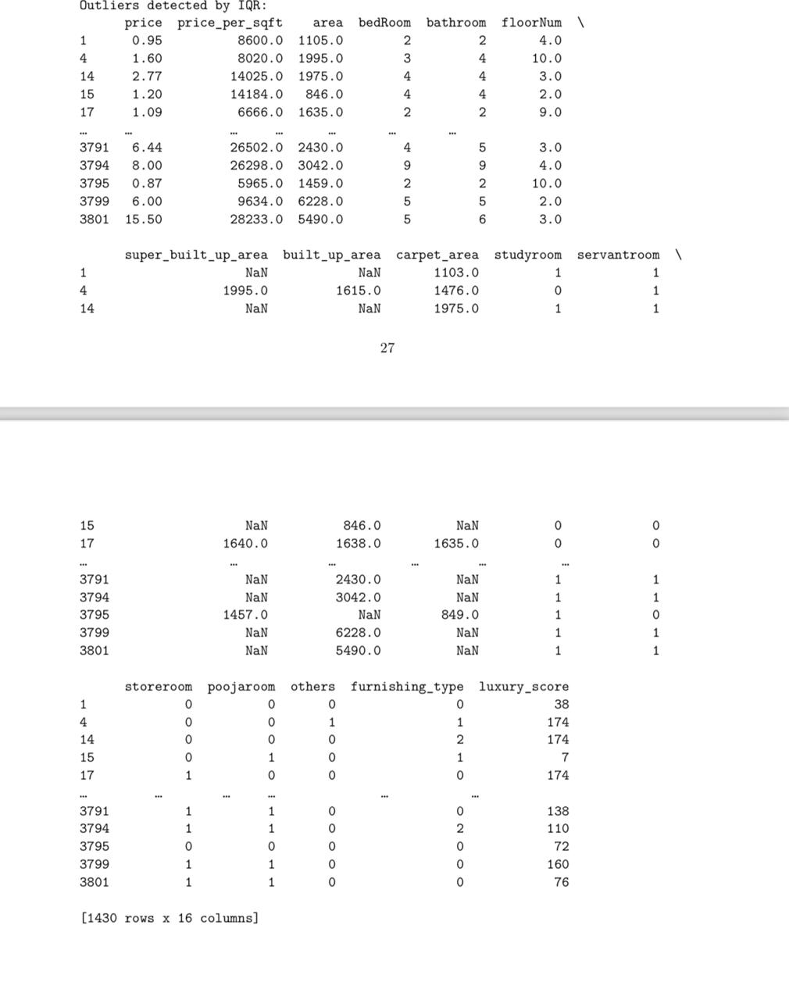 Outliers detected by IQR:
price price_per_sqft area bedRoom bathroom floorNum \
1 0.95 8600.0 1105.0 2 2 4.0
4 1.60 8020.0 1995.0 3 4 10.0
14 2.77 14025.0 1975.0 4 4 3.0
15 1.20 14184.0 846.0 4 4 2.0
17 1.09 6666.0 1635.0 2 2 9.0
… … … … … … …
3791 6.44 26502.0 2430.0 4 5 3.0
3794 8.00 26298.0 3042.0 9 9 4.0
3795 0.87 5965.0 1459.0 2 2 10.0
3799 6.00 9634.0 6228.0 5 5 2.0
3801 15.50 28233.0 5490.0 5 6 3.0
super_built_up_area built_up_area carpet_area studyroom servantroom \
1 NaN NaN 1103.0 1 1
4 1995.0 1615.0 1476.0 0 1
14 NaN NaN 1975.0 1 1
27
15 NaN 846.0 NaN 0 0
17 1640.0 1638.0 1635.0 0 0
… … … … … …
3791 NaN 2430.0 NaN 1 1
3794 NaN 3042.0 NaN 1 1
3795 1457.0 NaN 849.0 1 0
3799 NaN 6228.0 NaN 1 1
3801 NaN 5490.0 NaN 1 1
storeroom poojaroom others furnishing_type luxury_score
1 0 0 0 0 38
4 0 0 1 1 174
14 0 0 0 2 174
15 0 1 0 1 7
17 1 0 0 0 174
… … … … … …
3791 1 1 0 0 138
3794 1 1 0 2 110
3795 0 0 0 0 72
3799 1 1 0 0 160
3801 1 1 0 0 76
[1430 rows x 16 columns]